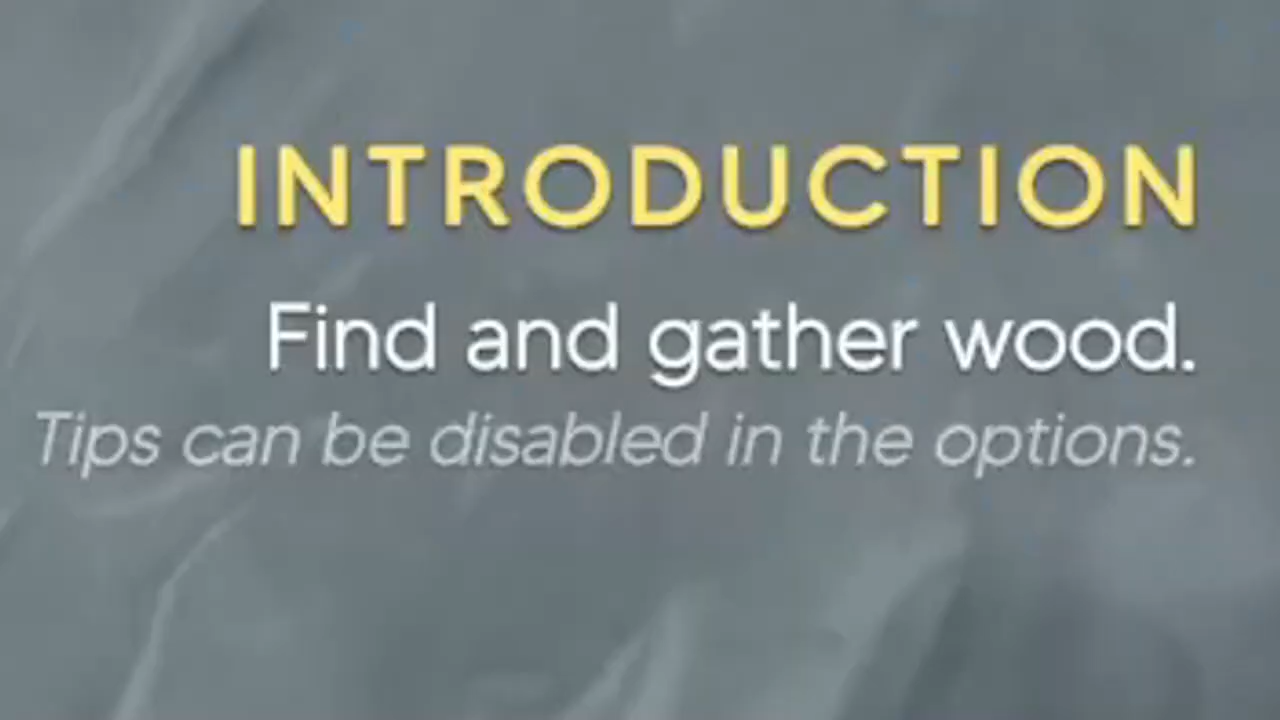 INTRODUCTION
Find and gather wood.
Tips can be disabled in the options.